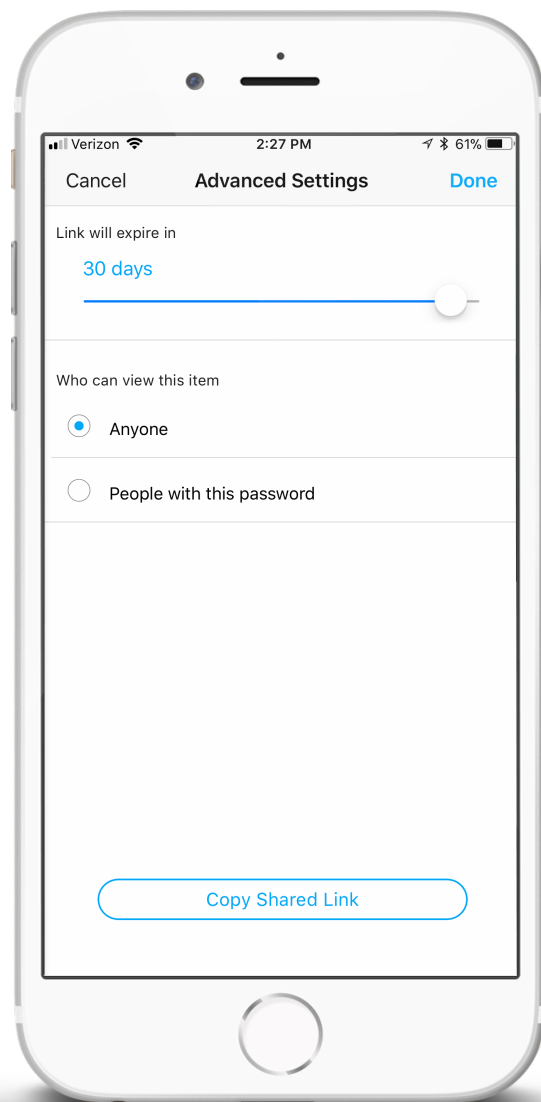 Verizon 2:27 PM 61%
Cancel Advanced Settings Done
Link will expire in
30 days
Who can view this item
Anyone
People with this password
Copy Shared Link